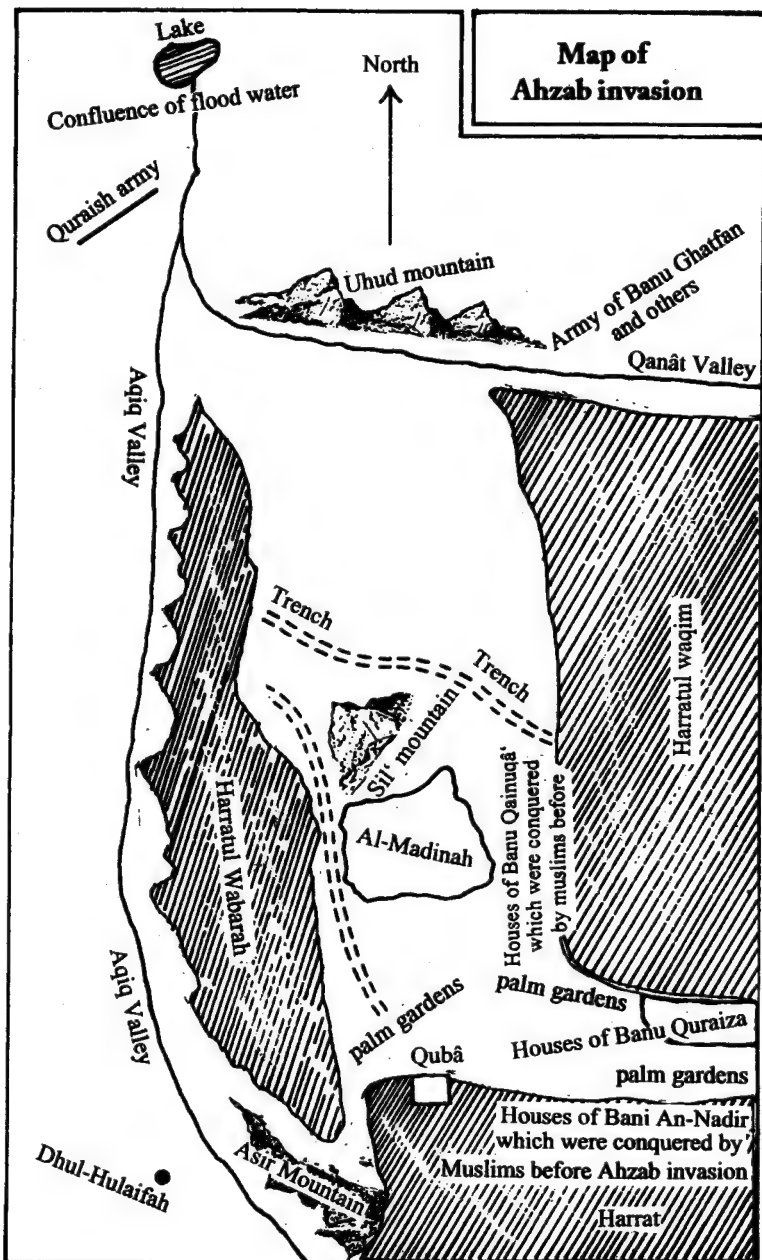 Map of
Ahzab invasion
Lake
Confluence of flood water
North
Quraish army
Uhud mountain
Army of Banu Ghatfan
and others
Qanât Valley
Aqiq Valley
Trench
Trench
Harratul waqim
Sil' mountain
Harratul Wabarah
Al-Madinah
Houses of Banu Qainuqâ'
which were conquered
by muslims before
Aqiq Valley
palm gardens
palm gardens
Houses of Banu Quraiza
Qubâ
palm gardens
Houses of Bani An-Nadir
which were conquered by
Muslims before Ahzab invasion
Dhul-Hulaifah
Asir Mountain
Harrat